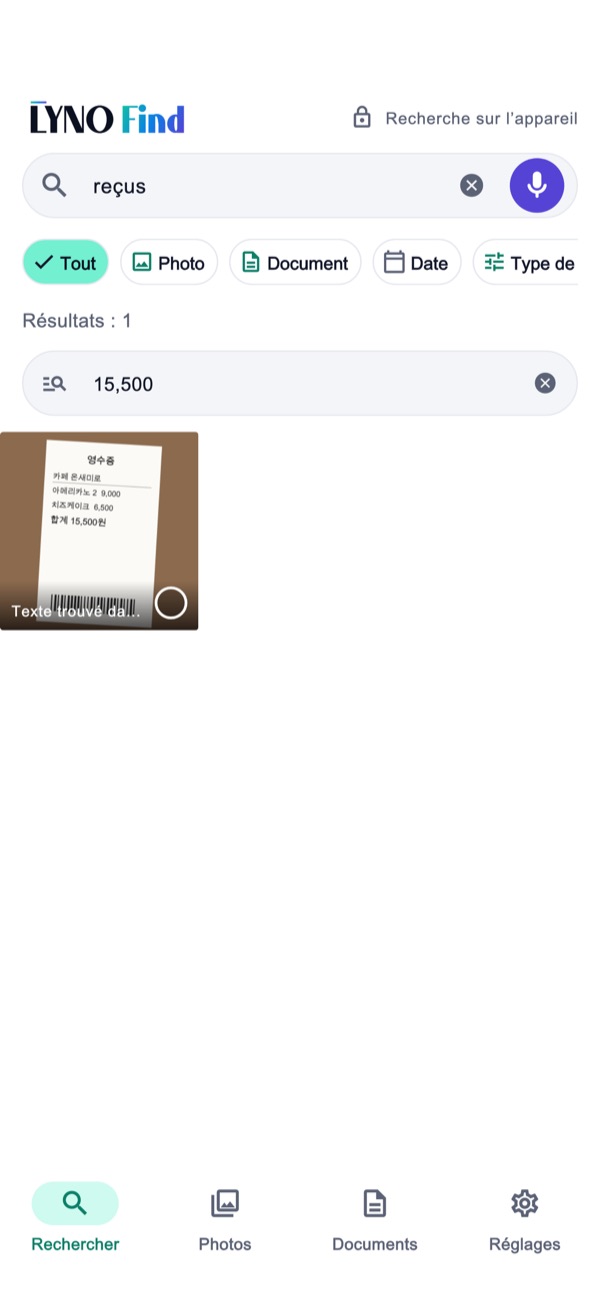 LYNO Find
Recherche sur l'appareil
reçus
Tout
Photo
Document
Date
Type de
Résultats : 1
15,500
영수증
카페 온새미로
아메리카노 2 9,000
치즈케이크 6,500
합계 15,500원
Texte trouvé da...
Rechercher
Photos
Documents
Réglages